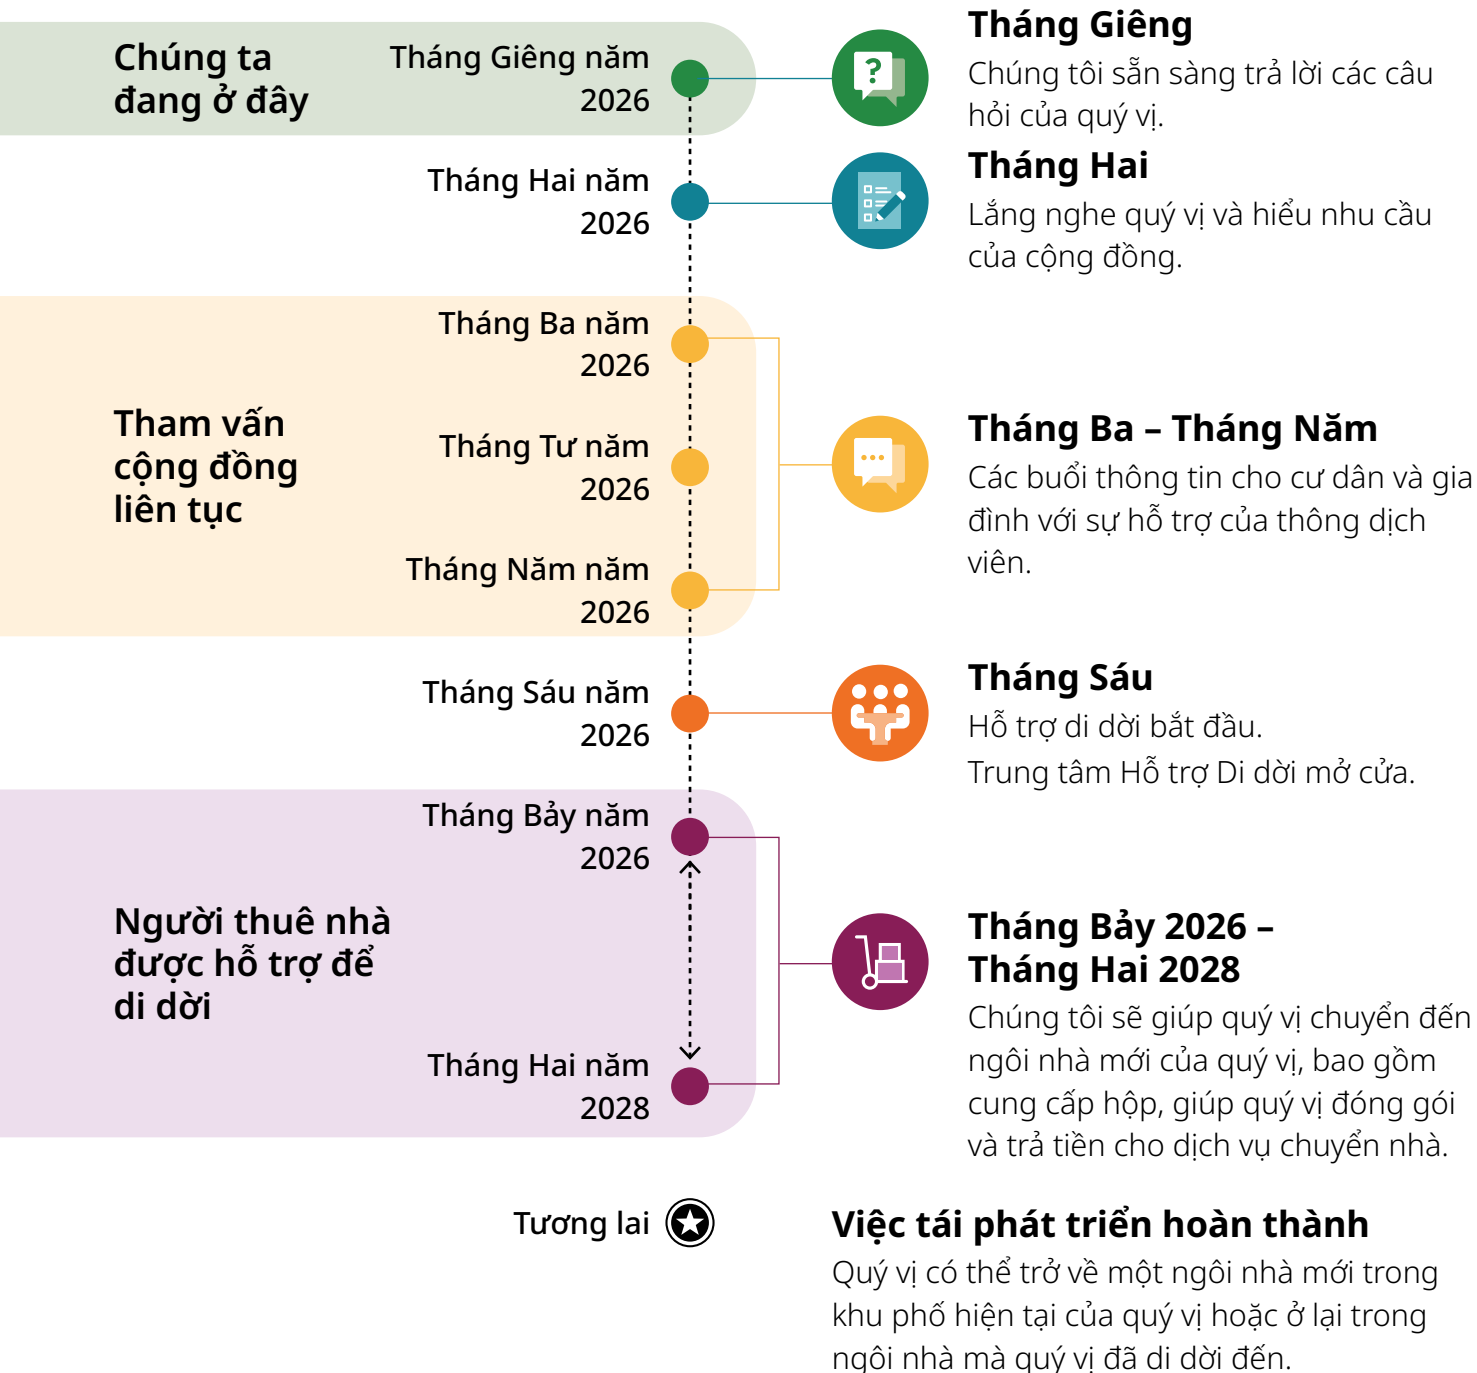 Chúng ta
đang ở đây
Tháng Giêng năm
2026
Tháng Giêng
Chúng tôi sẵn sàng trả lời các câu
hỏi của quý vị.
Tháng Hai năm
2026
Tháng Hai
Lắng nghe quý vị và hiểu nhu cầu
của cộng đồng.
Tham vấn
cộng đồng
liên tục
Tháng Ba năm
2026
Tháng Tư năm
2026
Tháng Năm năm
2026
Tháng Ba – Tháng Năm
Các buổi thông tin cho cư dân và gia
đình với sự hỗ trợ của thông dịch
viên.
Tháng Sáu năm
2026
Tháng Sáu
Hỗ trợ di dời bắt đầu.
Trung tâm Hỗ trợ Di dời mở cửa.
Người thuê nhà
được hỗ trợ để
di dời
Tháng Bảy năm
2026
Tháng Hai năm
2028
Tháng Bảy 2026 –
Tháng Hai 2028
Chúng tôi sẽ giúp quý vị chuyển đến
ngôi nhà mới của quý vị, bao gồm
cung cấp hộp, giúp quý vị đóng gói
và trả tiền cho dịch vụ chuyển nhà.
Tương lai
Việc tái phát triển hoàn thành
Quý vị có thể trở về một ngôi nhà mới trong
khu phố hiện tại của quý vị hoặc ở lại trong
ngôi nhà mà quý vị đã di dời đến.